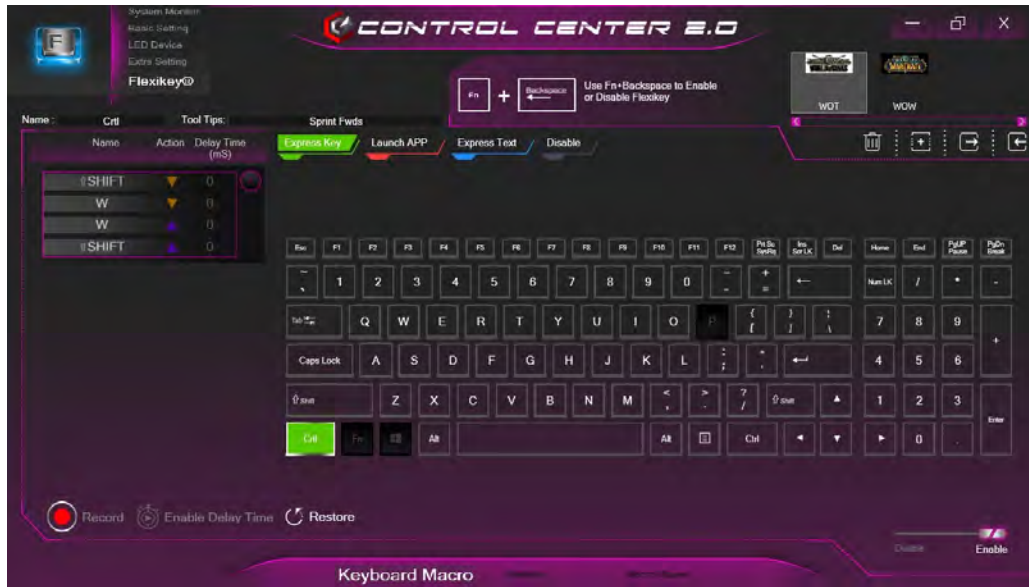 System Monitor
Basic Setting
LED Device
Extra Setting
Flexikey®
CONTROL CENTER 2.0
Fn + Backspace
Use Fn+Backspace to Enable
or Disable Flexikey
WOT WOW
Name : Crtl Tool Tips: Sprint Fwds
Name Action Delay Time
(mS)
Express Key Launch APP Express Text Disable
⇧SHIFT 0
W 0
W 0
⇧SHIFT 0
Esc F1 F2 F3 F4 F5 F6 F7 F8 F9 F10 F11 F12 Prt Sc SysRq Ins Scr LK Del Home End PgUP Pause PgDn Break
~ 1 2 3 4 5 6 7 8 9 0 - + = ← Num LK / * -
Tab Q W E R T Y U I O P { [ } ] \ 7 8 9 +
Caps Lock A S D F G H J K L : ; 4 5 6
⇧ Shift Z X C V B N M < , > . ? / ⇧ Shift ▲ 1 2 3 Enter
Crtl Fn Alt Alt Ctrl ◄ ▼ ► 0 .
Record Enable Delay Time Restore
Disable Enable
Keyboard Macro